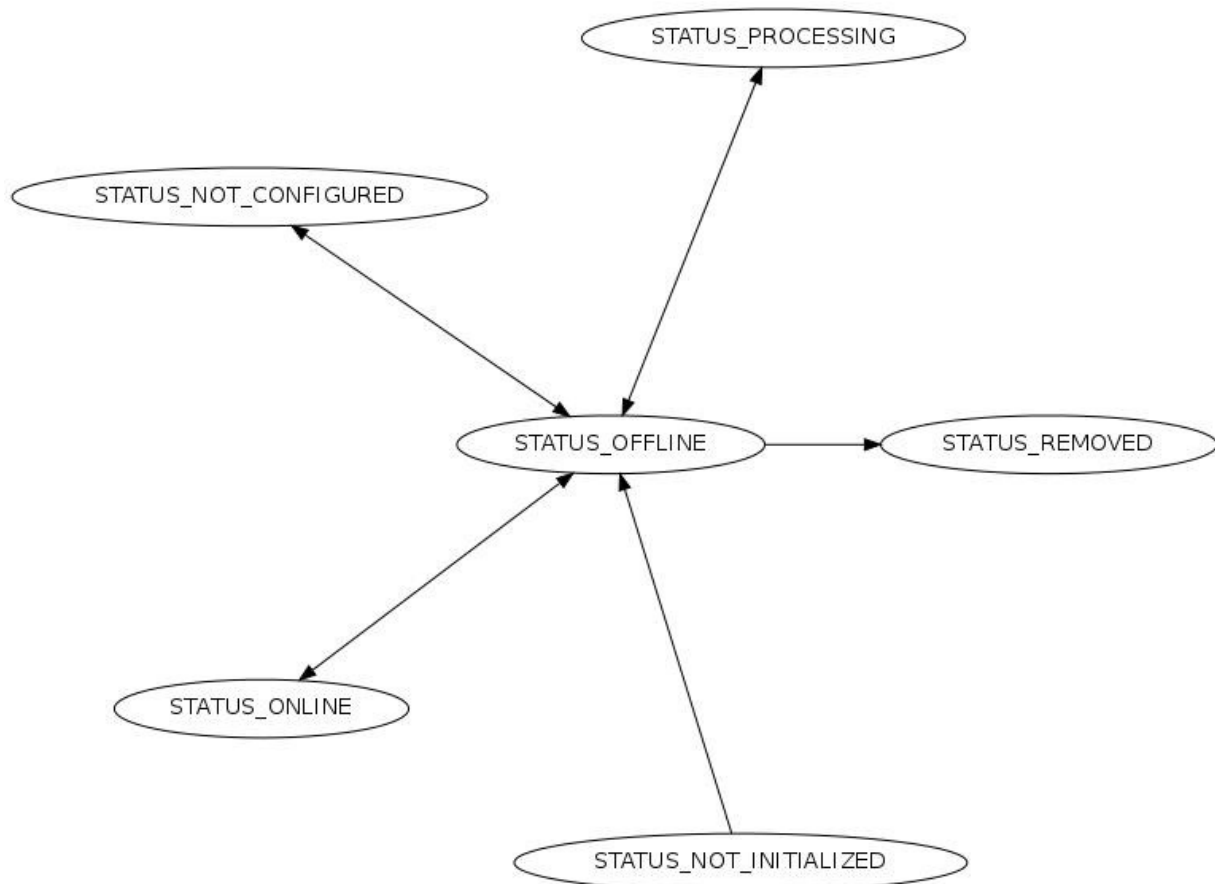 STATUS_PROCESSING
STATUS_NOT_CONFIGURED
STATUS_OFFLINE
STATUS_REMOVED
STATUS_ONLINE
STATUS_NOT_INITIALIZED